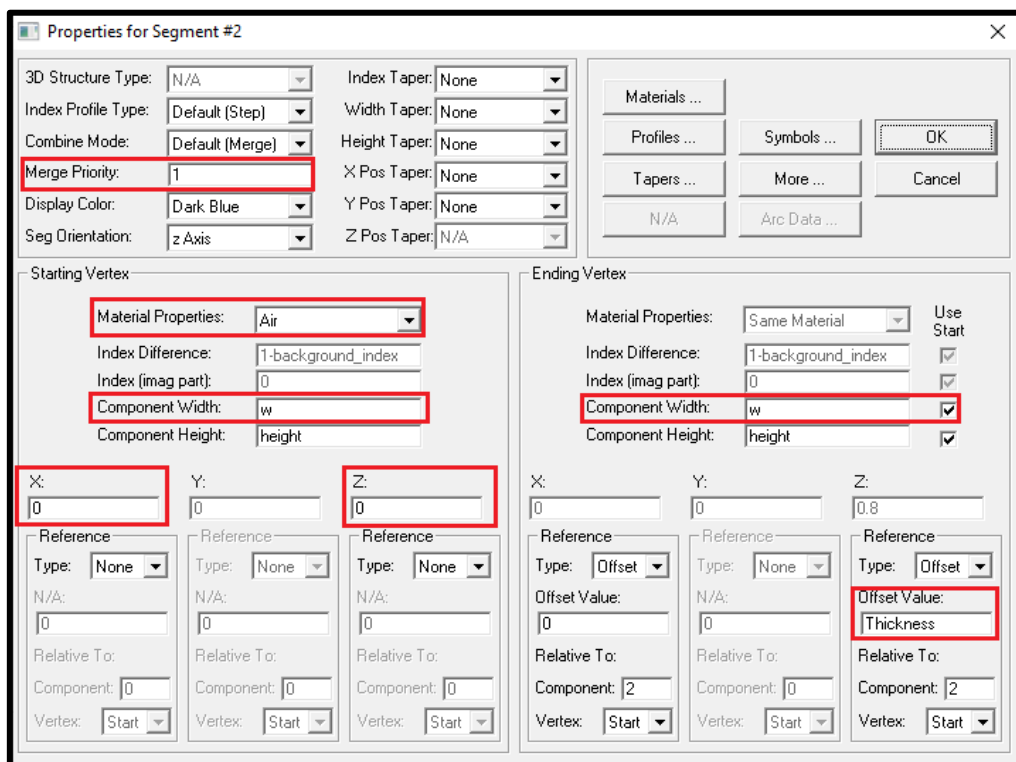 Properties for Segment #2
3D Structure Type: N/A
Index Profile Type: Default (Step)
Combine Mode: Default (Merge)
Merge Priority: 1
Display Color: Dark Blue
Seg Orientation: z Axis
Index Taper: None
Width Taper: None
Height Taper: None
X Pos Taper: None
Y Pos Taper: None
Z Pos Taper: N/A
Materials ...
Profiles ... Symbols ... OK
Tapers ... More ... Cancel
N/A Arc Data ...
Starting Vertex
Material Properties: Air
Index Difference: 1-background_index
Index (imag part): 0
Component Width: w
Component Height: height
X: Y: Z:
0 0 0
Reference Reference Reference
Type: None Type: None Type: None
N/A: N/A: N/A:
0 0 0
Relative To: Relative To: Relative To:
Component: 0 Component: 0 Component: 0
Vertex: Start Vertex: Start Vertex: Start
Ending Vertex
Use
Start
Material Properties: Same Material
Index Difference: 1-background_index
Index (imag part): 0
Component Width: w
Component Height: height
X: Y: Z:
0 0 0.8
Reference Reference Reference
Type: Offset Type: None Type: Offset
Offset Value: N/A: Offset Value:
0 0 Thickness
Relative To: Relative To: Relative To:
Component: 2 Component: 0 Component: 2
Vertex: Start Vertex: Start Vertex: Start